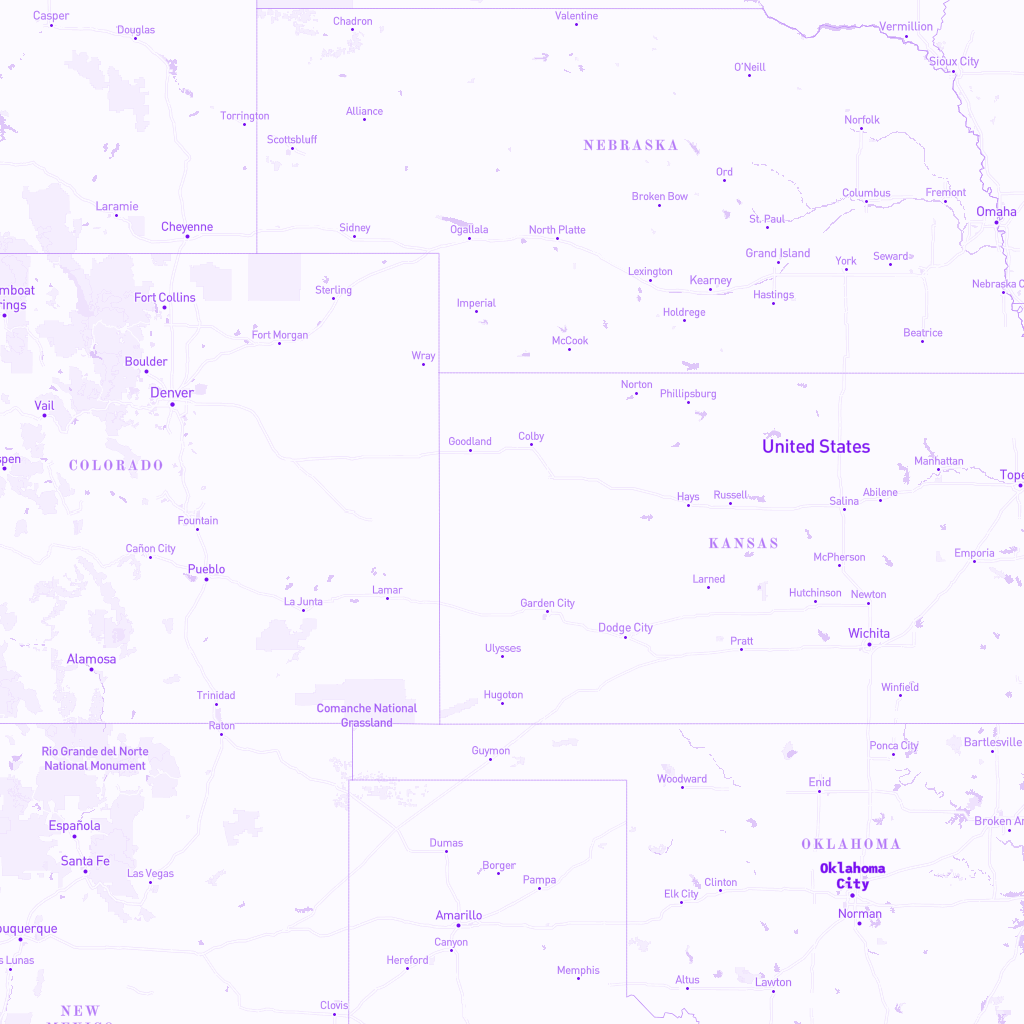 Casper
Chadron
Valentine
Douglas
Vermillion
Sioux City
O'Neill
Torrington
Alliance
Norfolk
Scottsbluff
NEBRASKA
Ord
Broken Bow
Columbus
Fremont
Laramie
Omaha
Cheyenne
St. Paul
Sidney
Ogallala
North Platte
Grand Island
York
Seward
Lexington
Kearney
Nebraska C
mboat
rings
Fort Collins
Sterling
Imperial
Hastings
Holdrege
Fort Morgan
McCook
Beatrice
Boulder
Wray
Denver
Norton
Phillipsburg
Vail
Goodland
Colby
United States
spen
COLORADO
Manhattan
Tope
Hays
Russell
Salina
Abilene
Fountain
KANSAS
Cañon City
McPherson
Emporia
Pueblo
Larned
La Junta
Lamar
Garden City
Hutchinson
Newton
Dodge City
Wichita
Alamosa
Ulysses
Pratt
Trinidad
Hugoton
Winfield
Comanche National
Grassland
Raton
Rio Grande del Norte
National Monument
Guymon
Ponca City
Bartlesville
Woodward
Enid
Española
Broken Ar
Dumas
OKLAHOMA
Santa Fe
Las Vegas
Borger
Pampa
Oklahoma
City
Elk City
Clinton
Amarillo
Norman
buquerque
Canyon
s Lunas
Hereford
Memphis
Altus
Lawton
Clovis
NEW
MEXICO